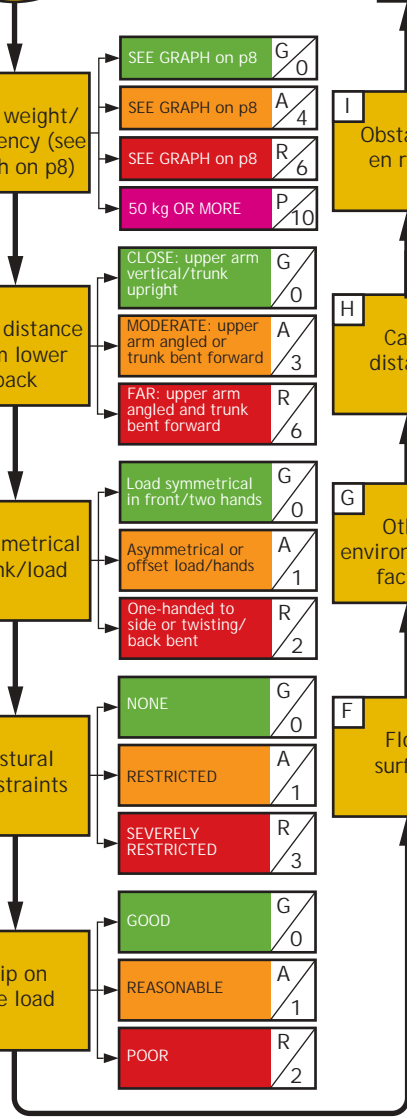 weight/
ency (see
h on p8)
SEE GRAPH on p8
G/0
SEE GRAPH on p8
A/4
SEE GRAPH on p8
R/6
50 kg OR MORE
P/10
distance
m lower
back
CLOSE: upper arm
vertical/trunk
upright
G/0
MODERATE: upper
arm angled or
trunk bent forward
A/3
FAR: upper arm
angled and trunk
bent forward
R/6
metrical
nk/load
Load symmetrical
in front/two hands
G/0
Asymmetrical or
offset load/hands
A/1
One-handed to
side or twisting/
back bent
R/2
stural
straints
NONE
G/0
RESTRICTED
A/1
SEVERELY
RESTRICTED
R/3
ip on
e load
GOOD
G/0
REASONABLE
A/1
POOR
R/2
I
Obsta
en r
H
Ca
dista
G
Oth
environ
fac
F
Flo
surf